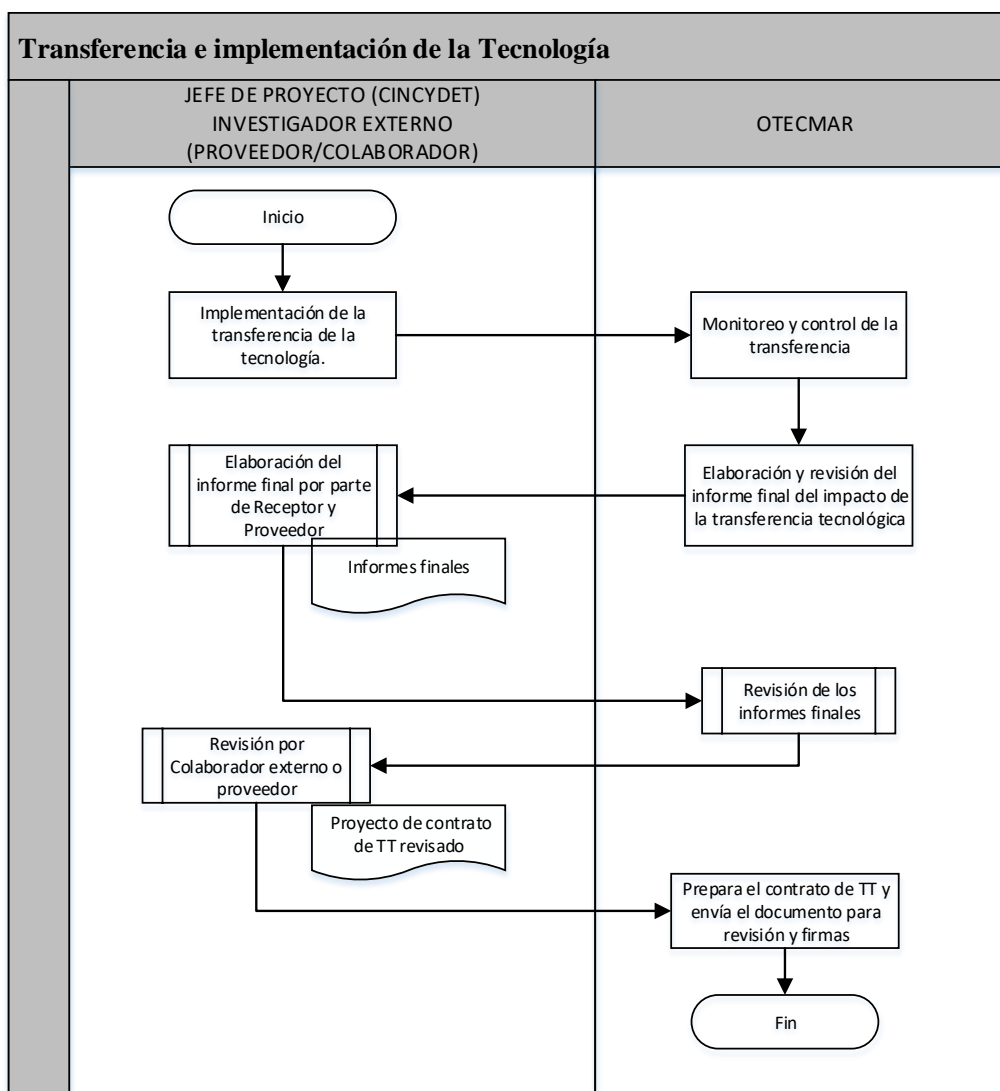 Transferencia e implementación de la Tecnología
JEFE DE PROYECTO (CINCYDET)
INVESTIGADOR EXTERNO
(PROVEEDOR/COLABORADOR)
OTECMAR
Inicio
Implementación de la
transferencia de la
tecnología.
Monitoreo y control de la
transferencia
Elaboración y revisión del
informe final del impacto de
la transferencia tecnológica
Elaboración del
informe final por parte
de Receptor y
Proveedor
Informes finales
Revisión de los
informes finales
Revisión por
Colaborador externo o
proveedor
Proyecto de contrato
de TT revisado
Prepara el contrato de TT y
envía el documento para
revisión y firmas
Fin